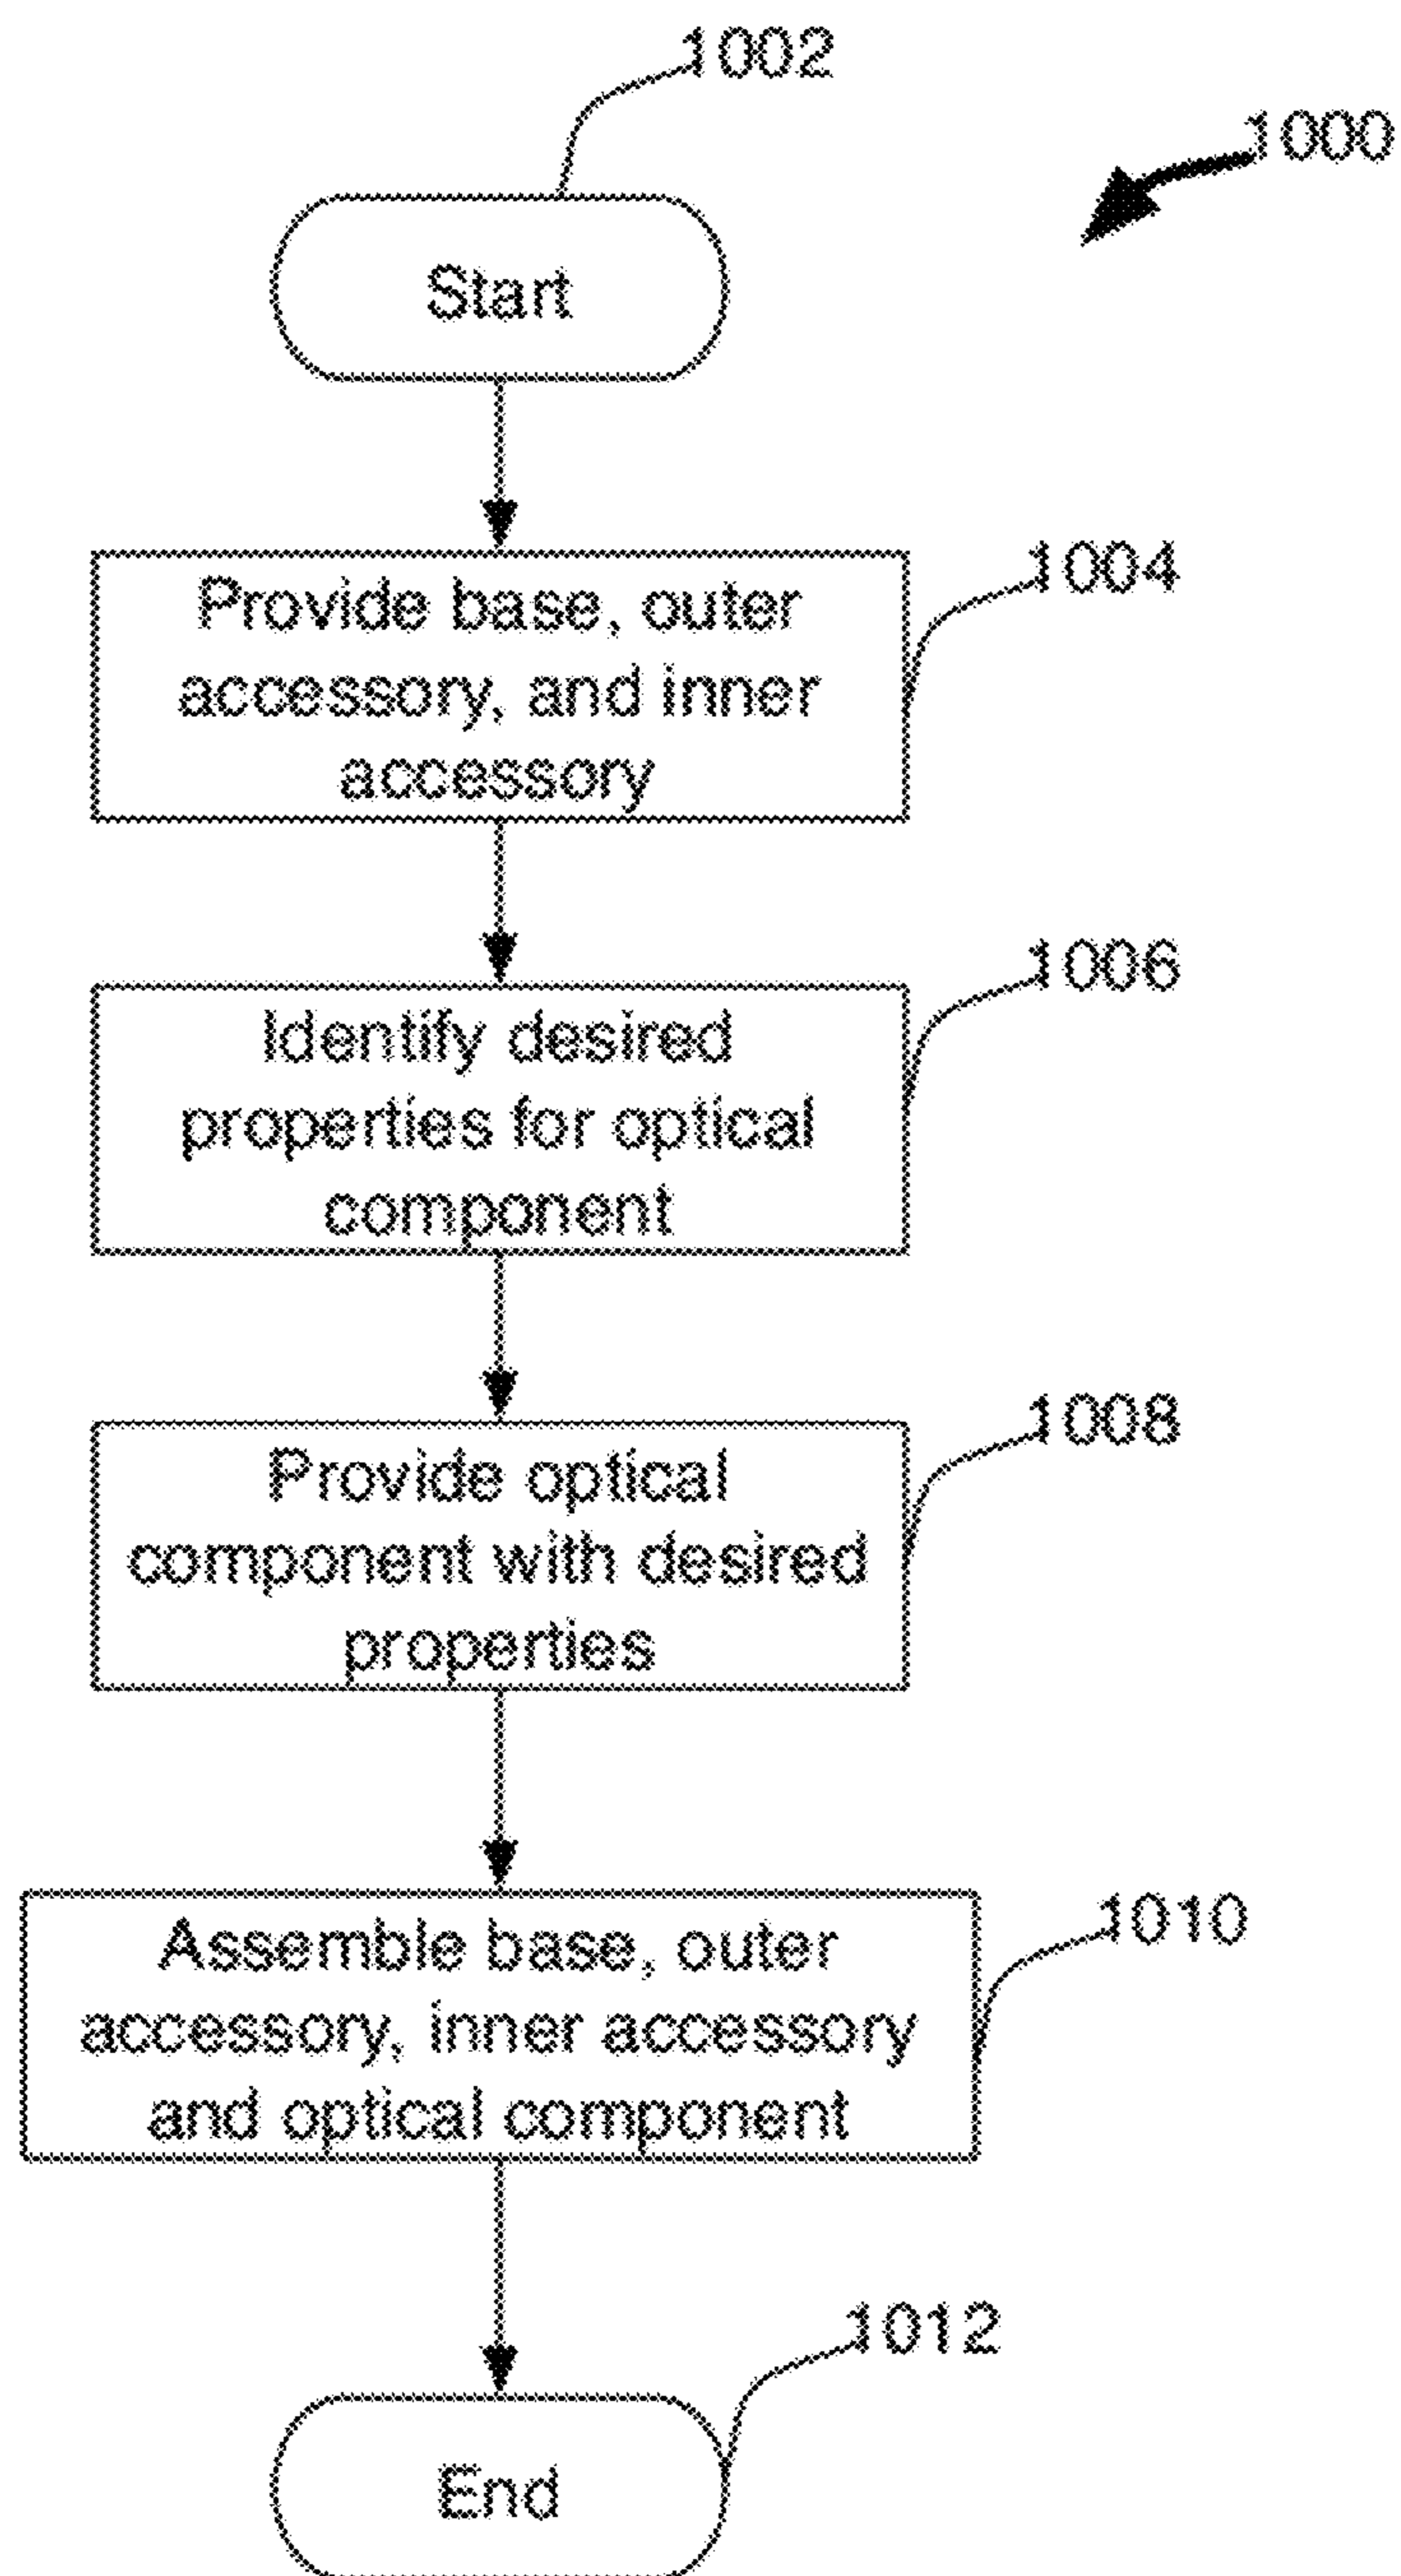 1002
1000
Start
1004
Provide base, outer
accessory, and inner
accessory
1006
Identify desired
properties for optical
component
1008
Provide optical
component with desired
properties
1010
Assemble base, outer
accessory, inner accessory
and optical component
1012
End